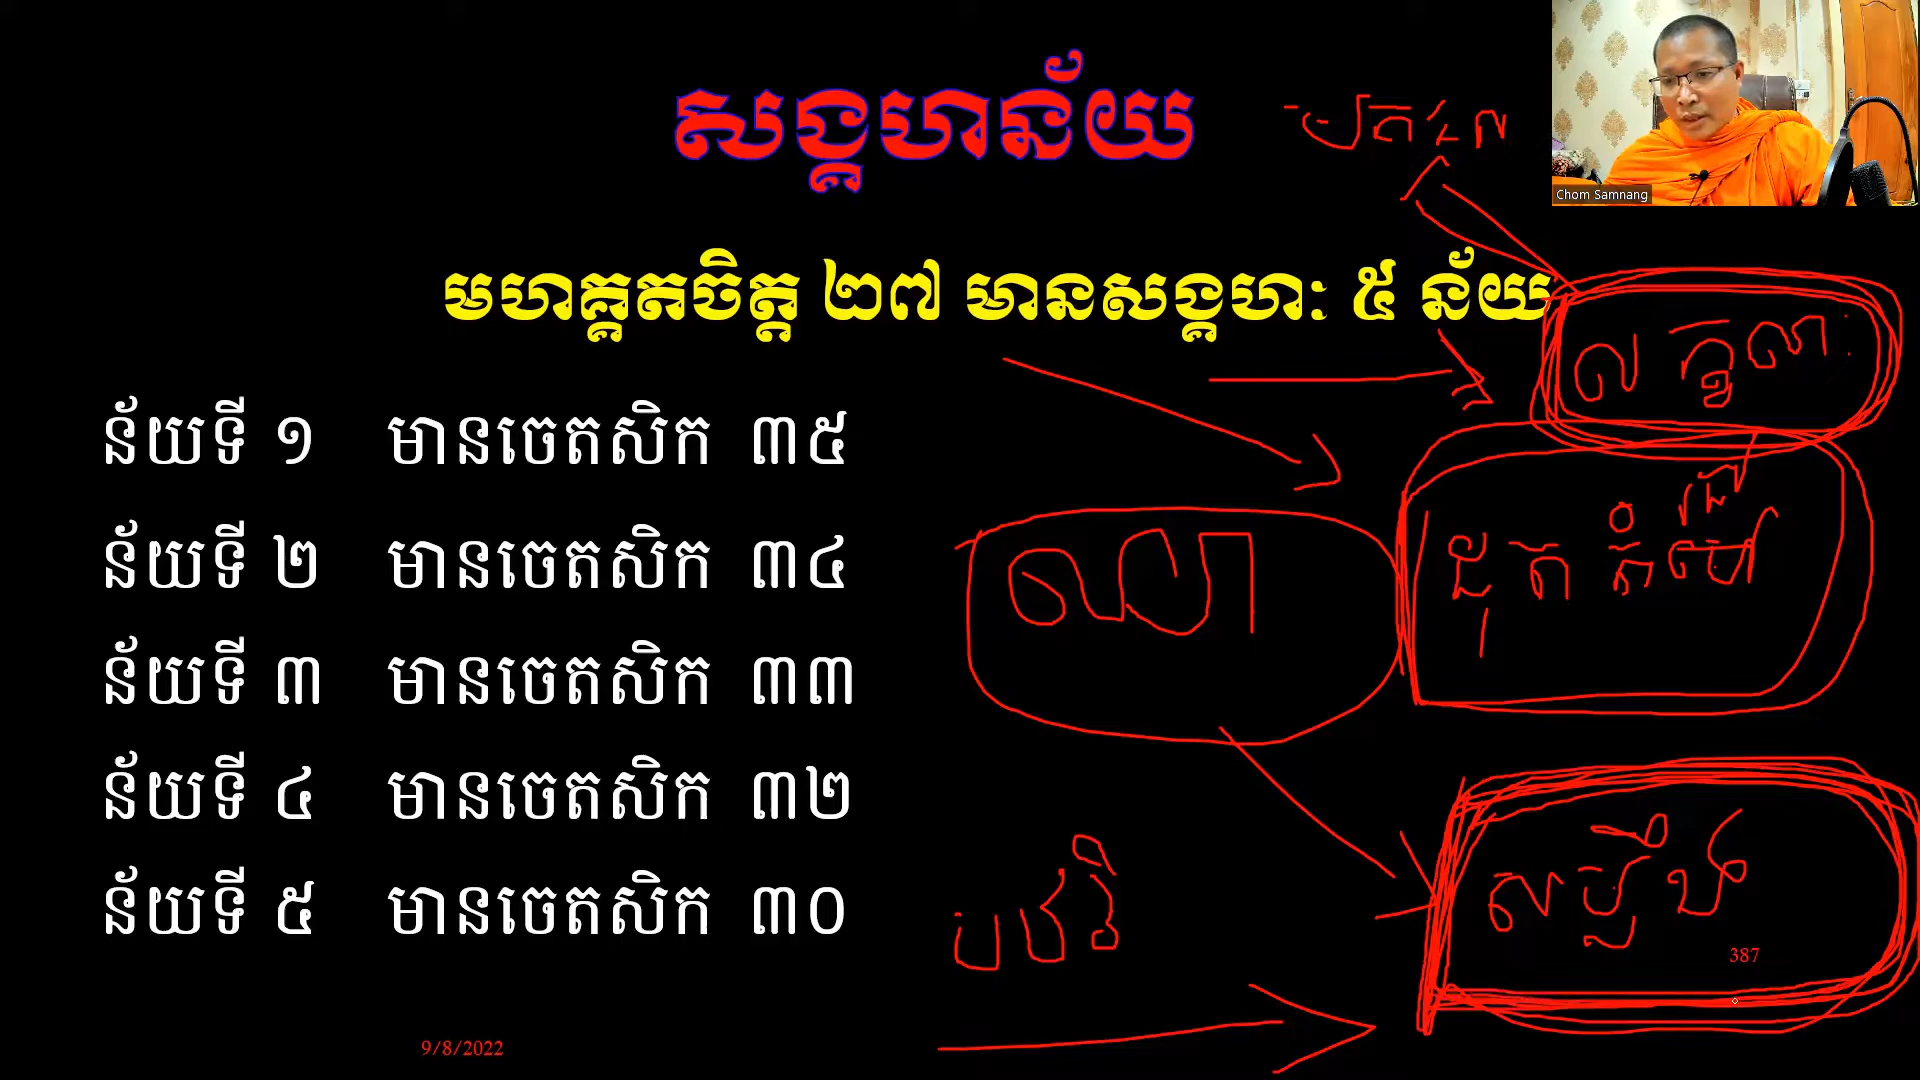 សង្គហន័យ
Chom Samnang
មហគ្គតចិត្ត ២៧ មានសង្គហៈ ៥ ន័យ
លក្ខណៈ
ន័យទី ១ មានចេតសិក ៣៥
ន័យទី ២ មានចេតសិក ៣៤
ន័យទី ៣ មានចេតសិក ៣៣
ន័យទី ៤ មានចេតសិក ៣២
ន័យទី ៥ មានចេតសិក ៣០
387
9/8/2022